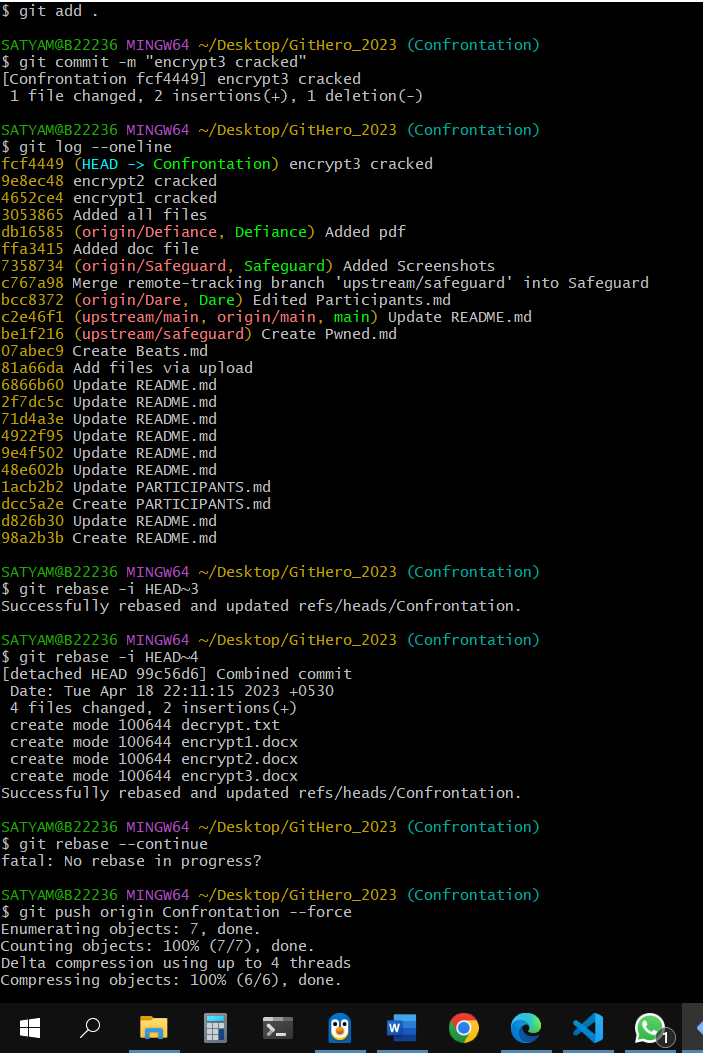 $ git add .
SATYAM@B22236 MINGW64 ~/Desktop/GitHero_2023 (Confrontation)
$ git commit -m "encrypt3 cracked"
[Confrontation fcf4449] encrypt3 cracked
 1 file changed, 2 insertions(+), 1 deletion(-)
SATYAM@B22236 MINGW64 ~/Desktop/GitHero_2023 (Confrontation)
$ git log --oneline
fcf4449 (HEAD -> Confrontation) encrypt3 cracked
9e8ec48 encrypt2 cracked
4652ce4 encrypt1 cracked
3053865 Added all files
db16585 (origin/Defiance, Defiance) Added pdf
ffa3415 Added doc file
7358734 (origin/Safeguard, Safeguard) Added Screenshots
c767a98 Merge remote-tracking branch 'upstream/safeguard' into Safeguard
bcc8372 (origin/Dare, Dare) Edited Participants.md
c2e46f1 (upstream/main, origin/main, main) Update README.md
be1f216 (upstream/safeguard) Create Pwned.md
07abec9 Create Beats.md
81a66da Add files via upload
6866b60 Update README.md
2f7dc5c Update README.md
71d4a3e Update README.md
4922f95 Update README.md
9e4f502 Update README.md
48e602b Update README.md
1acb2b2 Update PARTICIPANTS.md
dcc5a2e Create PARTICIPANTS.md
d826b30 Update README.md
98a2b3b Create README.md
SATYAM@B22236 MINGW64 ~/Desktop/GitHero_2023 (Confrontation)
$ git rebase -i HEAD~3
Successfully rebased and updated refs/heads/Confrontation.
SATYAM@B22236 MINGW64 ~/Desktop/GitHero_2023 (Confrontation)
$ git rebase -i HEAD~4
[detached HEAD 99c56d6] Combined commit
 Date: Tue Apr 18 22:11:15 2023 +0530
 4 files changed, 2 insertions(+)
 create mode 100644 decrypt.txt
 create mode 100644 encrypt1.docx
 create mode 100644 encrypt2.docx
 create mode 100644 encrypt3.docx
Successfully rebased and updated refs/heads/Confrontation.
SATYAM@B22236 MINGW64 ~/Desktop/GitHero_2023 (Confrontation)
$ git rebase --continue
fatal: No rebase in progress?
SATYAM@B22236 MINGW64 ~/Desktop/GitHero_2023 (Confrontation)
$ git push origin Confrontation --force
Enumerating objects: 7, done.
Counting objects: 100% (7/7), done.
Delta compression using up to 4 threads
Compressing objects: 100% (6/6), done.
W
1